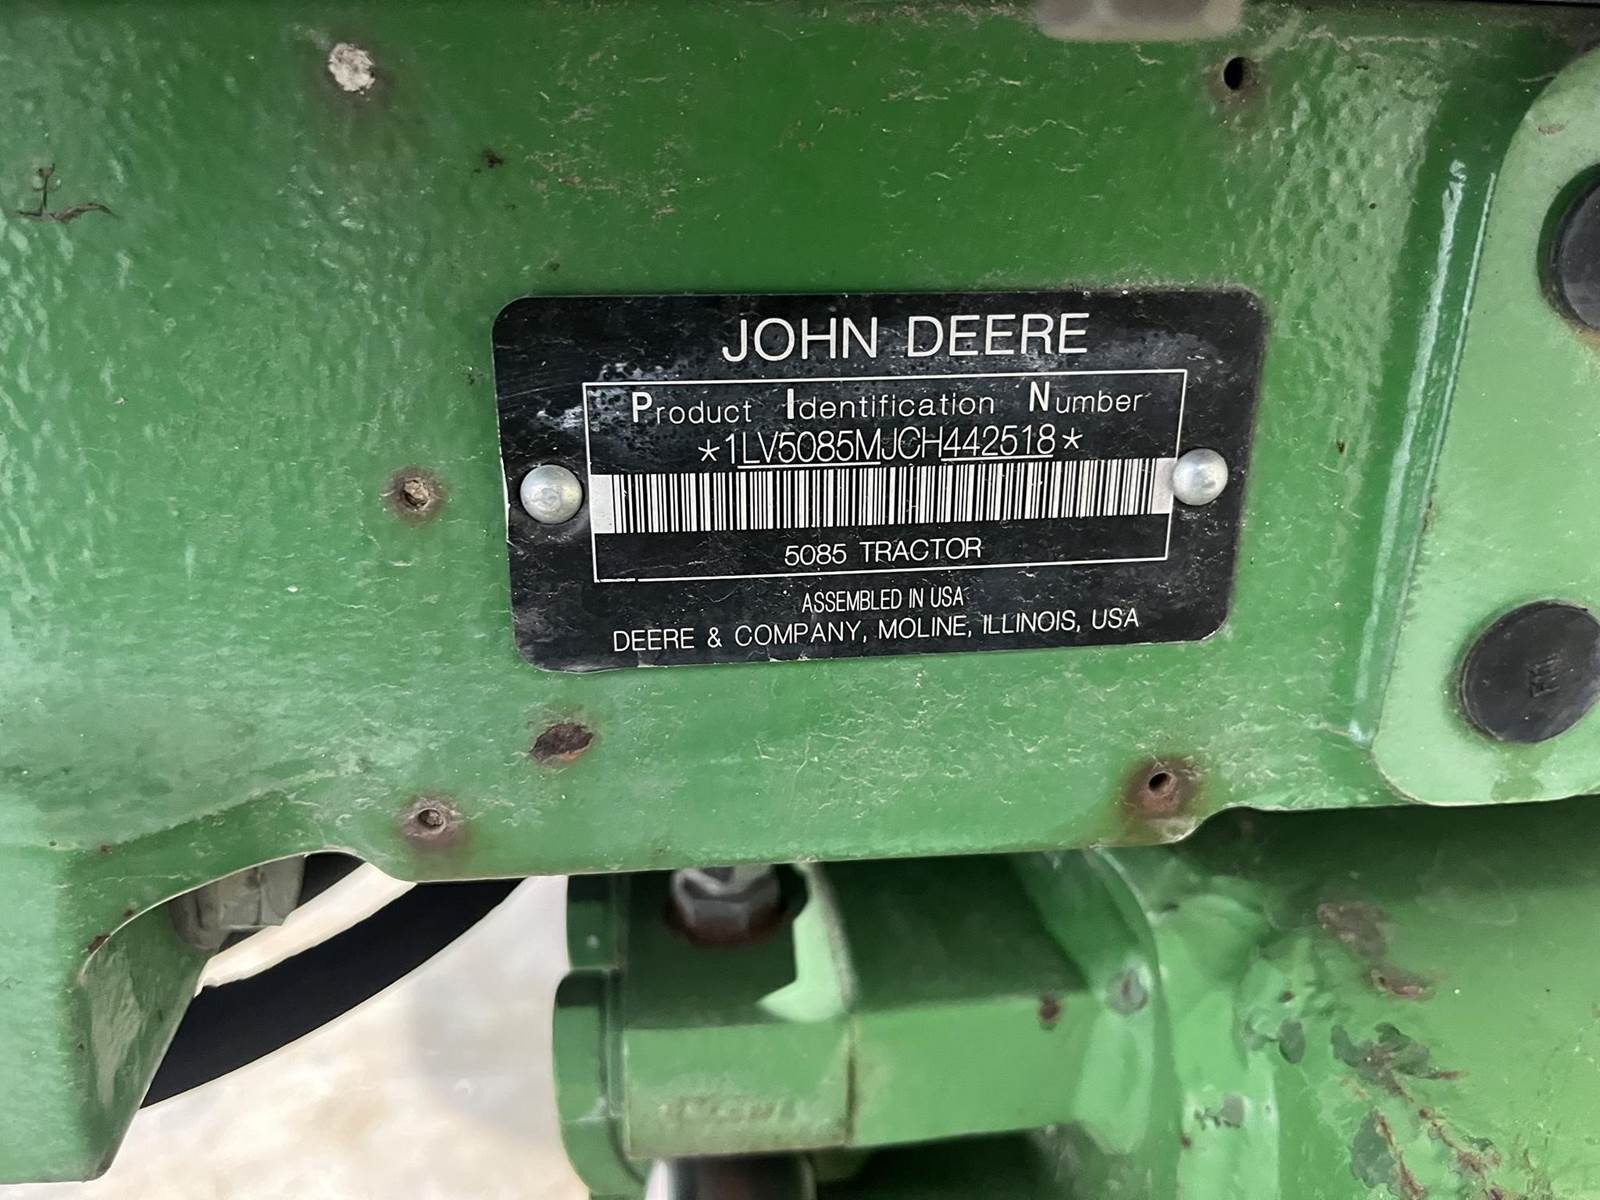 JOHN DEERE
Product Identification Number
*1LV5085MJCH442518*
5085 TRACTOR
ASSEMBLED IN USA
DEERE & COMPANY, MOLINE, ILLINOIS, USA